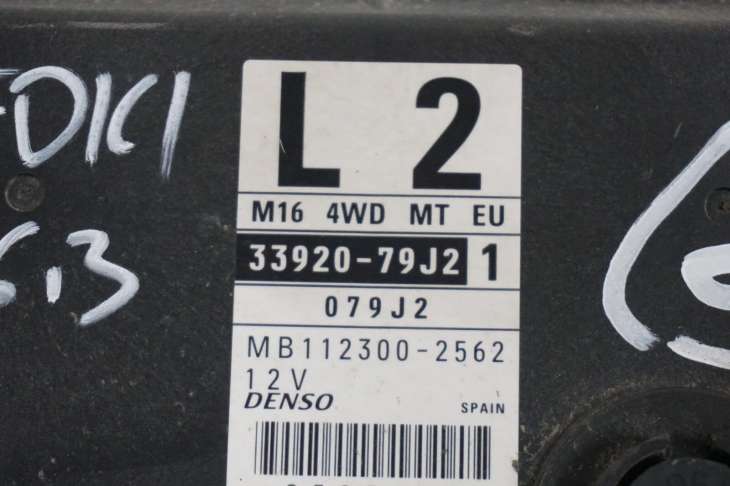 L 2
M16 4WD MT EU
33920-79J2 1
079J2
MB112300-2562
12V
DENSO SPAIN